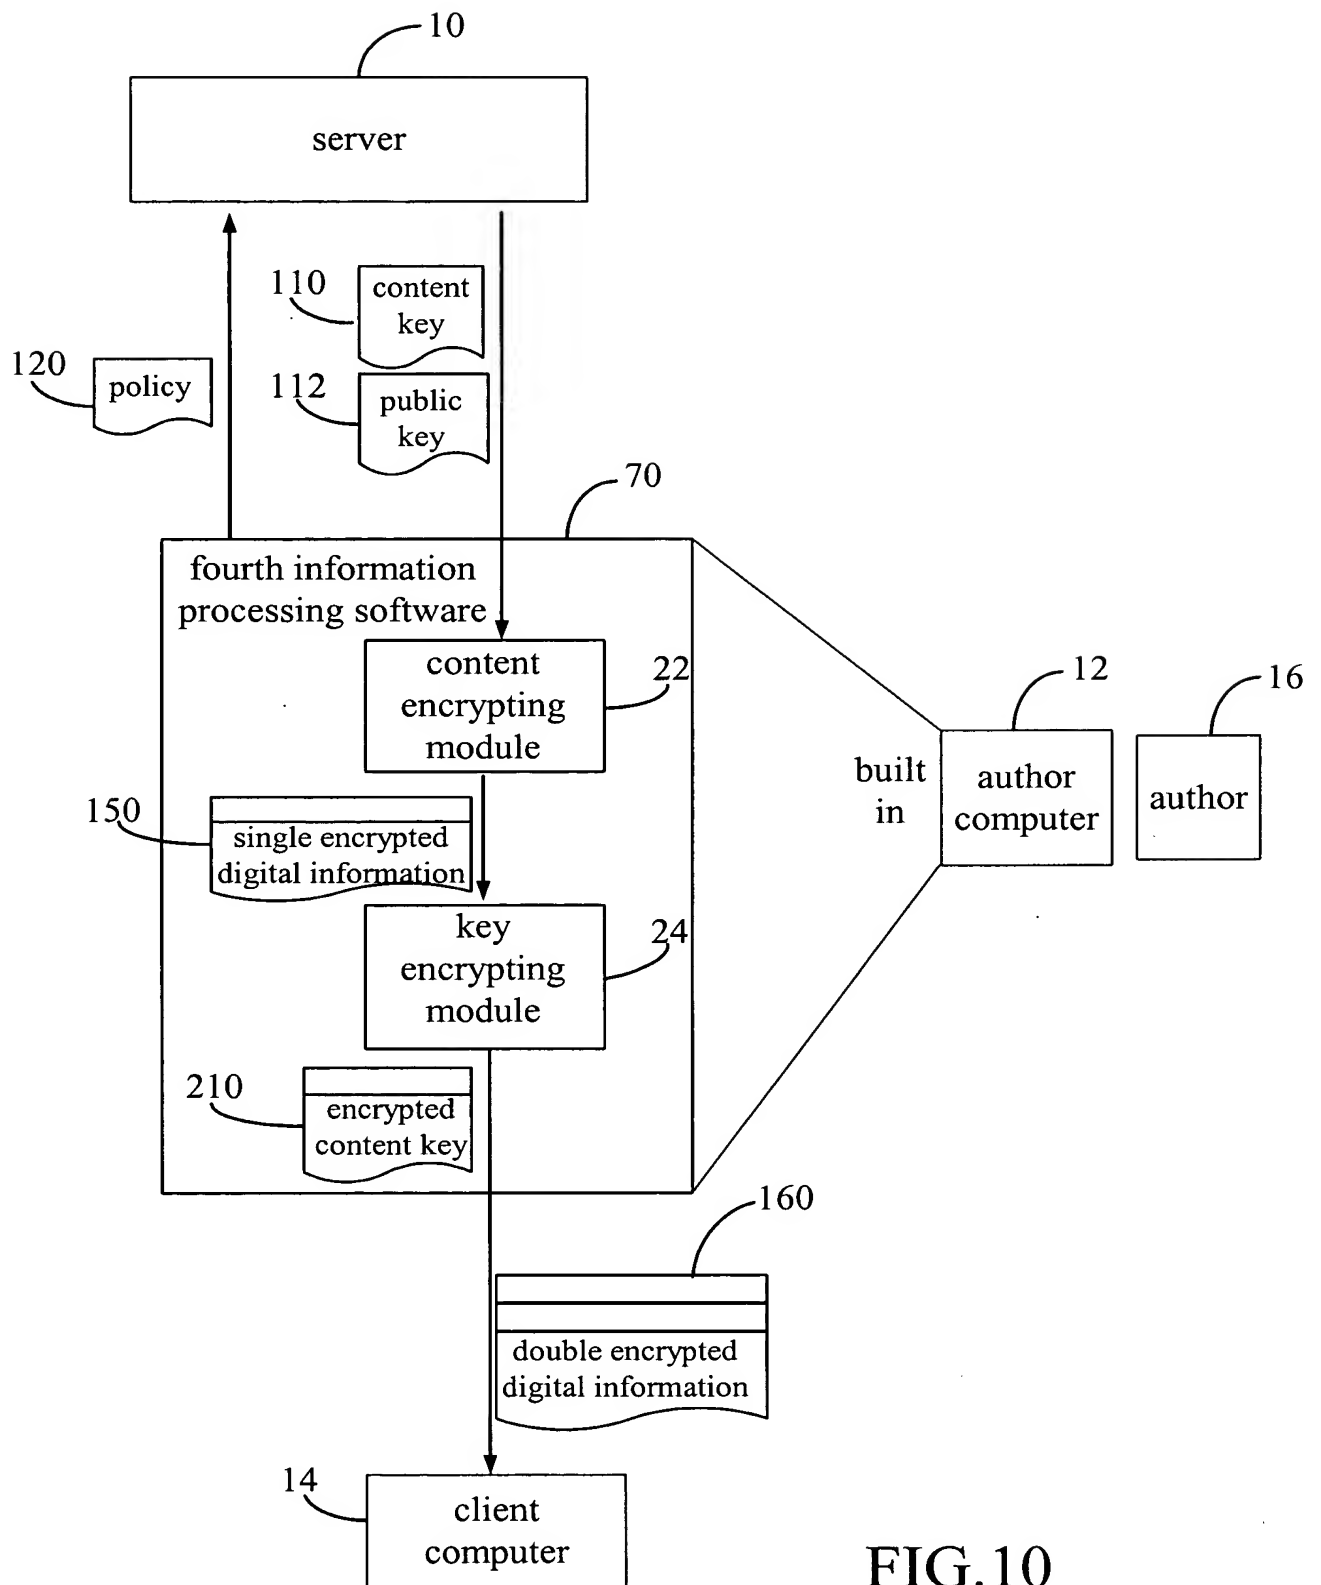 10
server
110
content
key
120
policy
112
public
key
70
fourth information
processing software
content
encrypting
module
22
12
16
built
in
author
computer
author
150
single encrypted
digital information
key
encrypting
module
24
210
encrypted
content key
160
double encrypted
digital information
14
client
computer
FIG.10